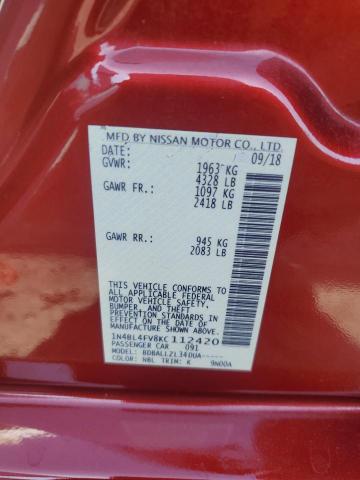 MFD BY NISSAN MOTOR CO., LTD.
DATE: 09/18
GVWR: 1963 KG
4328 LB
GAWR FR: 1097 KG
2418 LB
GAWR RR: 945 KG
2083 LB
THIS VEHICLE CONFORMS TO ALL
APPLICABLE FEDERAL
MOTOR VEHICLE SAFETY,
BUMPER, AND THEFT
PREVENTION STANDARDS IN EFFECT
ON THE DATE OF MANUFACTURE
SHOWN ABOVE.
1N4BL4FV8KC112420
PASSENGER CAR 091
MODEL: BDBALLZL34DUA-----
COLOR: NBL TRIM: K 9N00A